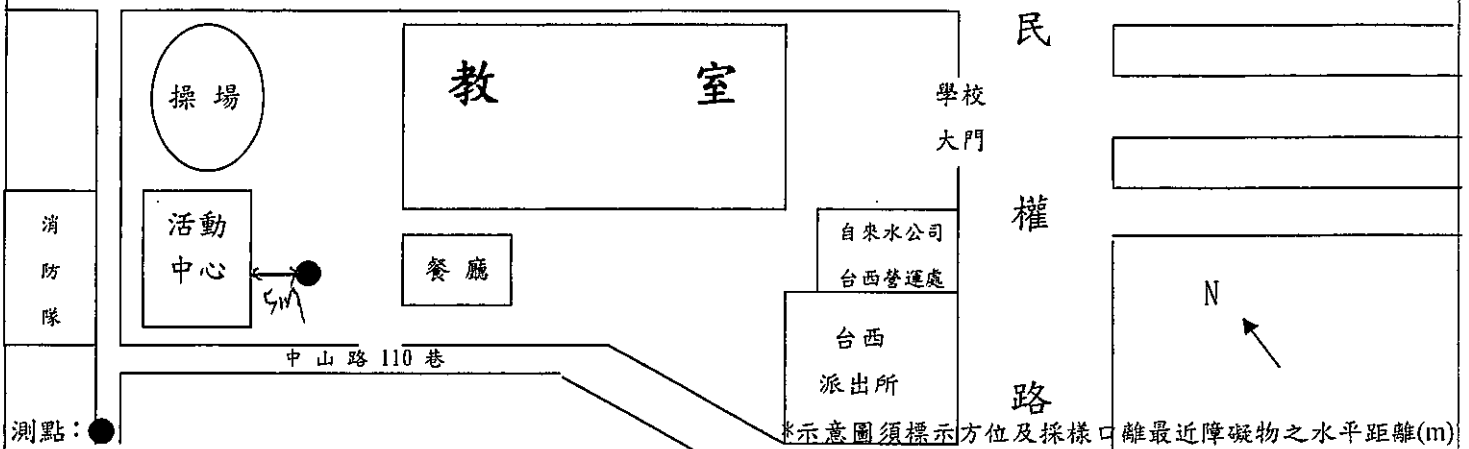 民
操場
教 室
學校
大門
消
防
隊
活動
中心
5m
餐廳
自來水公司
台西營運處
權
N
台西
派出所
中山路 110 巷
路
測點：●
*示意圖須標示方位及採樣口離最近障礙物之水平距離(m)